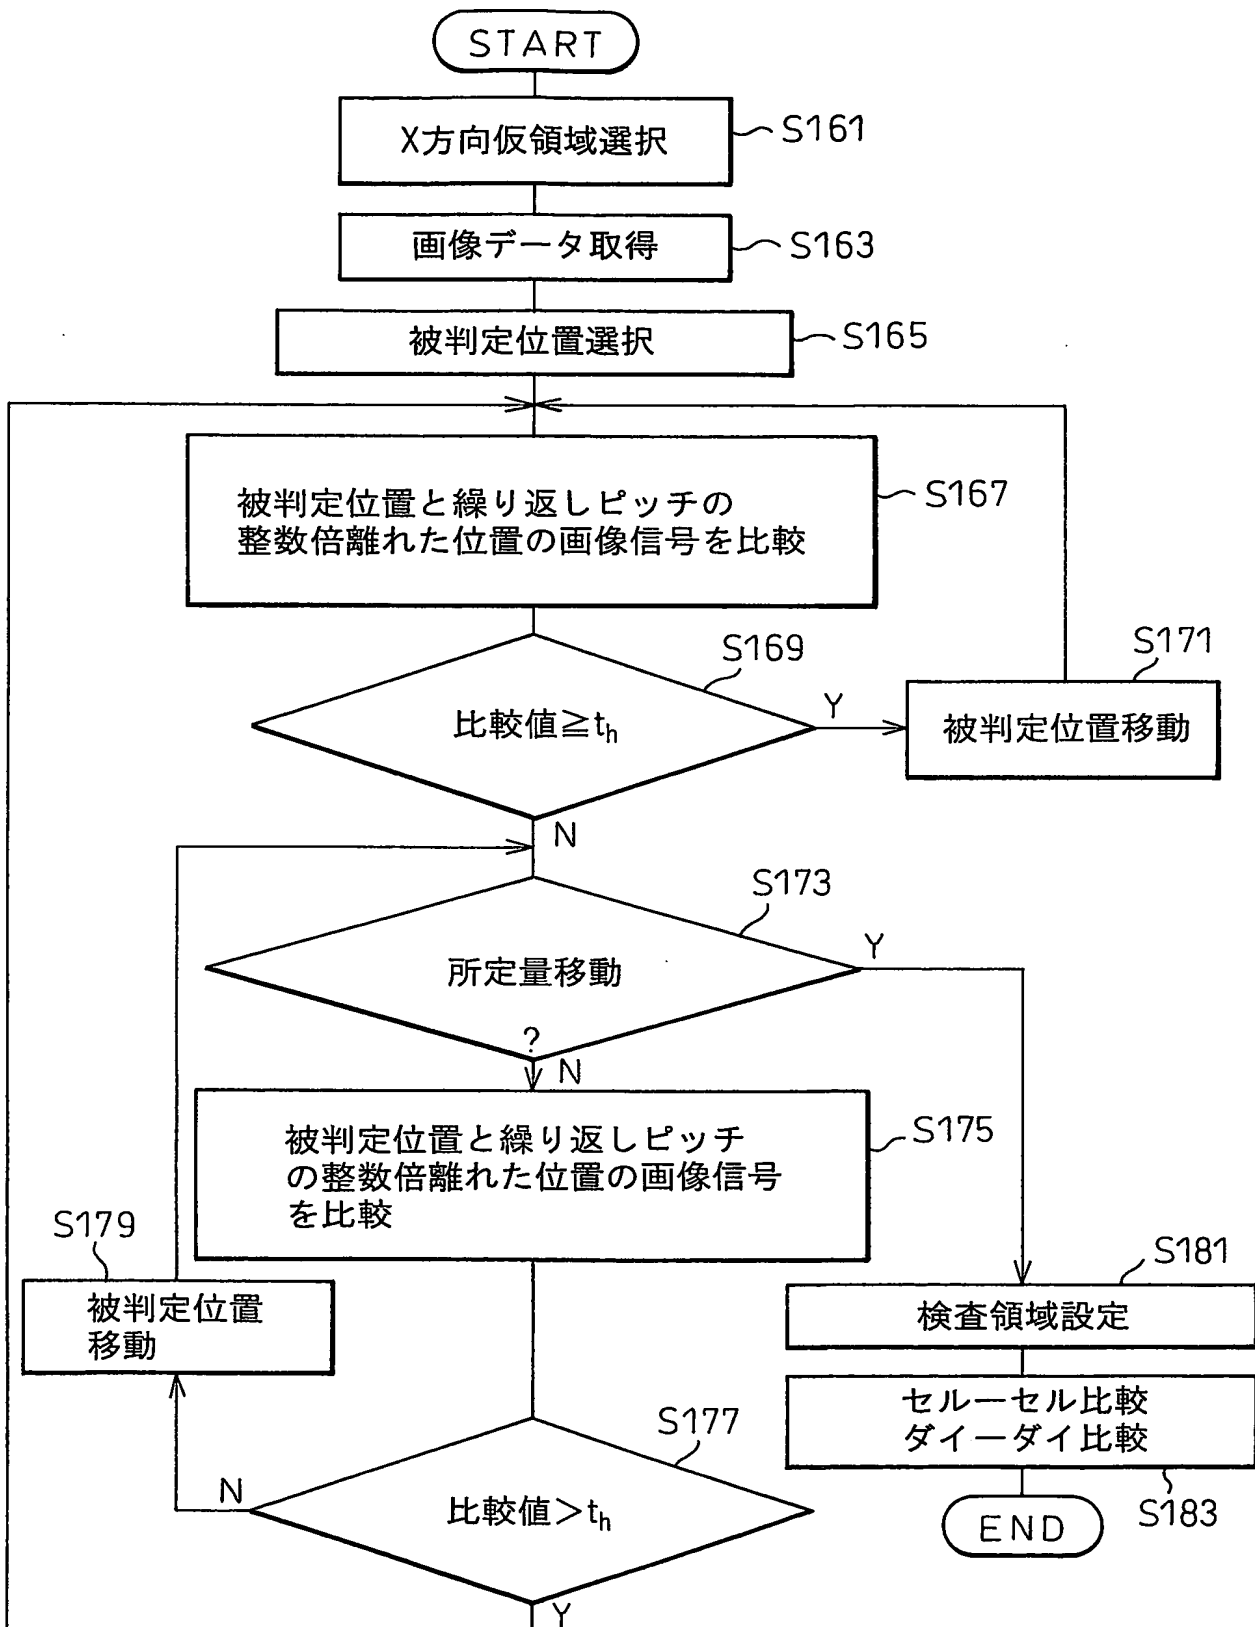 START
X方向仮領域選択
S161
画像データ取得
S163
被判定位置選択
S165
被判定位置と繰り返しピッチの
整数倍離れた位置の画像信号を比較
S167
S169
比較値≧th
Y
N
S171
被判定位置移動
S173
所定量移動
?
Y
N
被判定位置と繰り返しピッチ
の整数倍離れた位置の画像信号
を比較
S175
S179
被判定位置
移動
S177
比較値>th
N
Y
S181
検査領域設定
セルーセル比較
ダイーダイ比較
S183
END